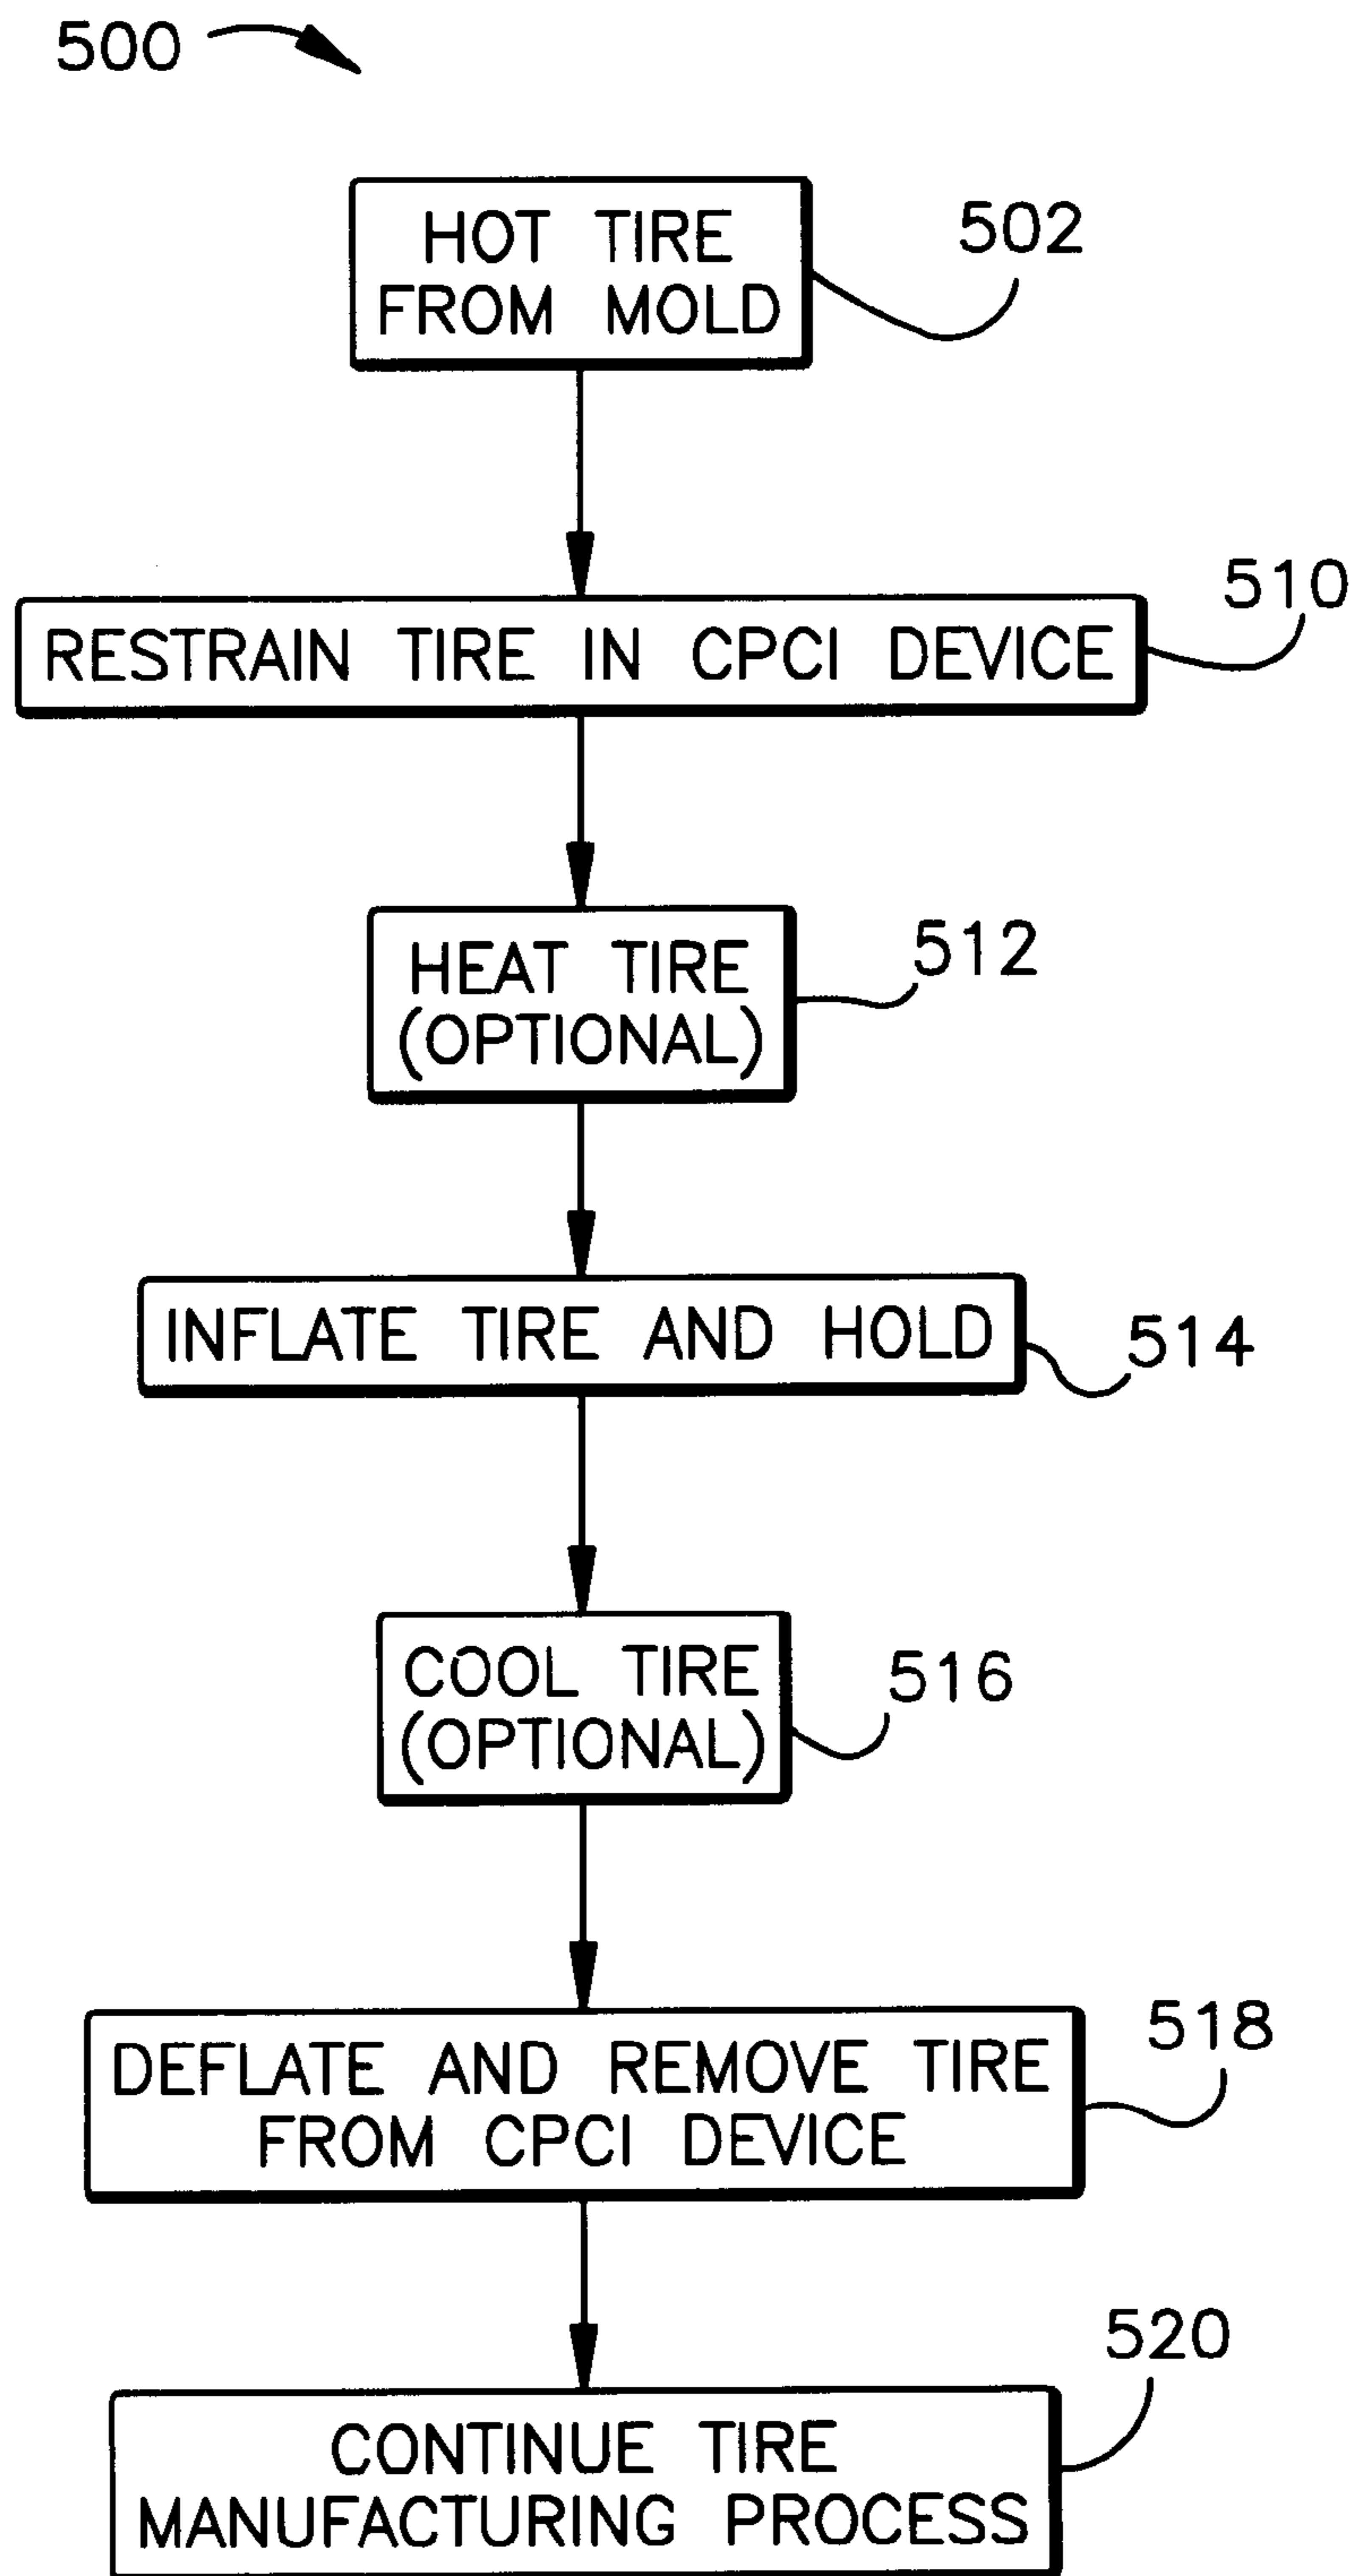 500
HOT TIRE
FROM MOLD
502
RESTRAIN TIRE IN CPCI DEVICE
510
HEAT TIRE
(OPTIONAL)
512
INFLATE TIRE AND HOLD
514
COOL TIRE
(OPTIONAL)
516
DEFLATE AND REMOVE TIRE
FROM CPCI DEVICE
518
CONTINUE TIRE
MANUFACTURING PROCESS
520